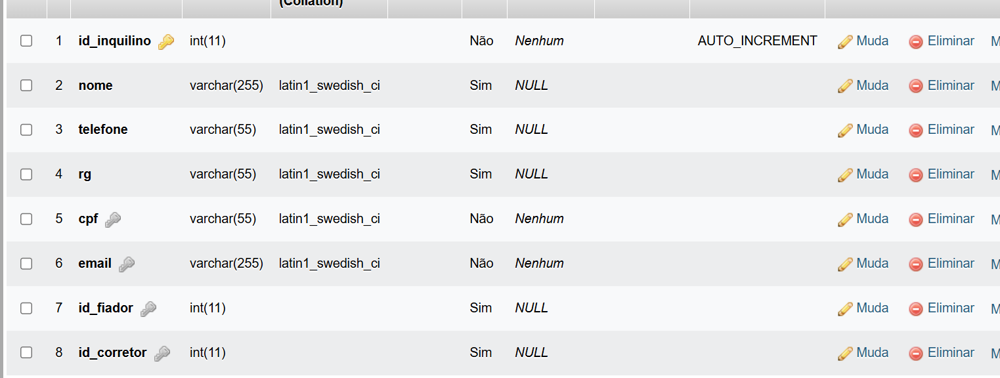 (Collation)
1 id_inquilino int(11) Não Nenhum AUTO_INCREMENT Muda Eliminar M
2 nome varchar(255) latin1_swedish_ci Sim NULL Muda Eliminar M
3 telefone varchar(55) latin1_swedish_ci Sim NULL Muda Eliminar M
4 rg varchar(55) latin1_swedish_ci Sim NULL Muda Eliminar M
5 cpf varchar(55) latin1_swedish_ci Não Nenhum Muda Eliminar M
6 email varchar(255) latin1_swedish_ci Não Nenhum Muda Eliminar M
7 id_fiador int(11) Sim NULL Muda Eliminar M
8 id_corretor int(11) Sim NULL Muda Eliminar M